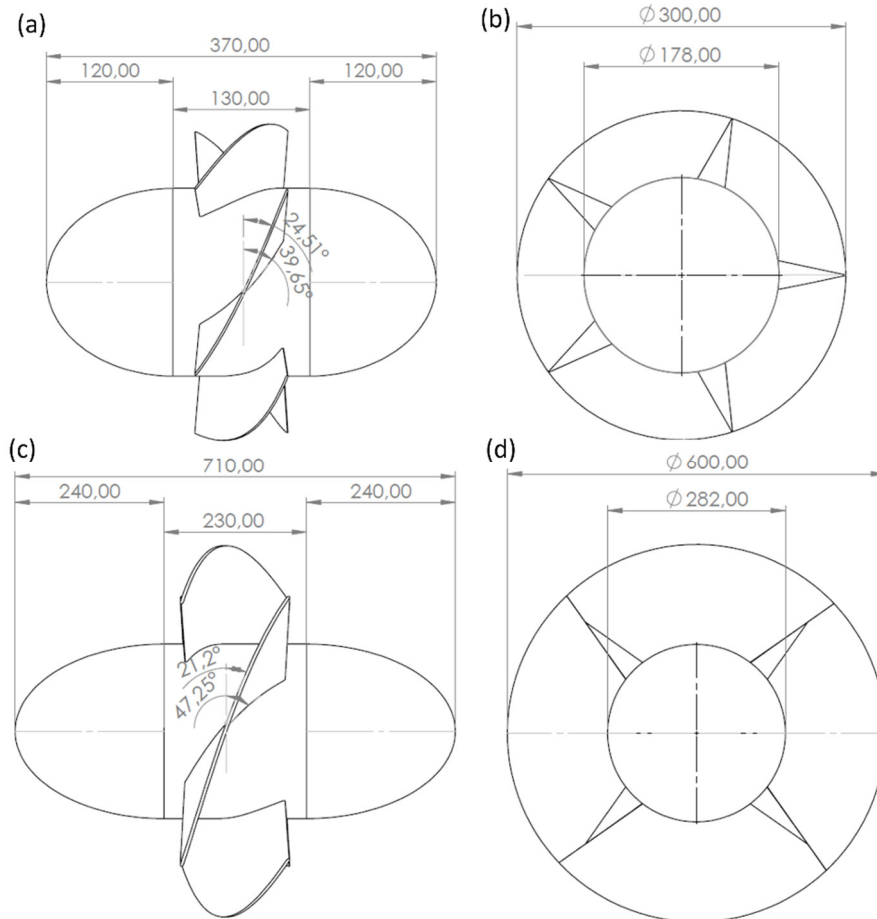 (a)
370,00
120,00
120,00
130,00
24,51°
39,65°
(b)
Ø 300,00
Ø 178,00
(c)
710,00
240,00
240,00
230,00
21,2°
47,25°
(d)
Ø 600,00
Ø 282,00